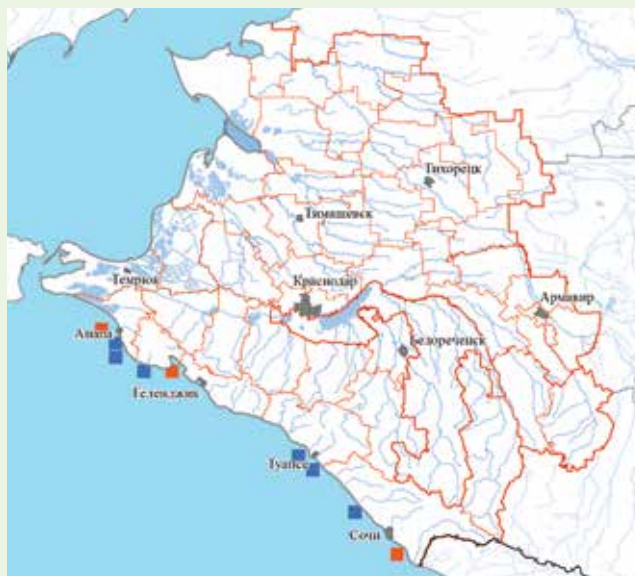 Тихорецк
Тимашевск
Темрюк
Краснодар
Армавир
Анапа
Белореченск
Геленджик
Туапсе
Сочи